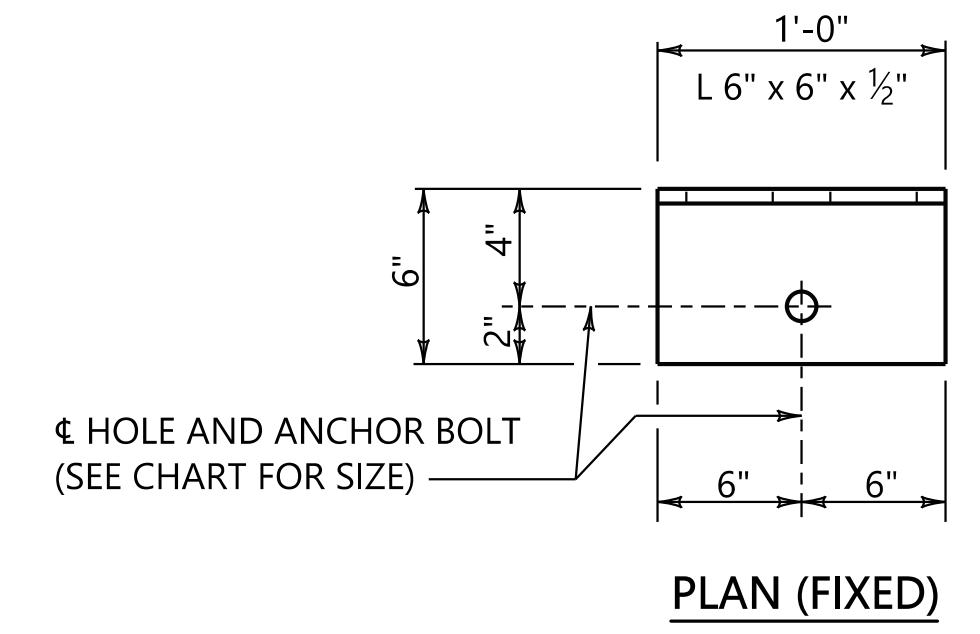 1'-0"
L 6" x 6" x ½"
6"
4"
2"
℄ HOLE AND ANCHOR BOLT
(SEE CHART FOR SIZE)
6"
6"
PLAN (FIXED)